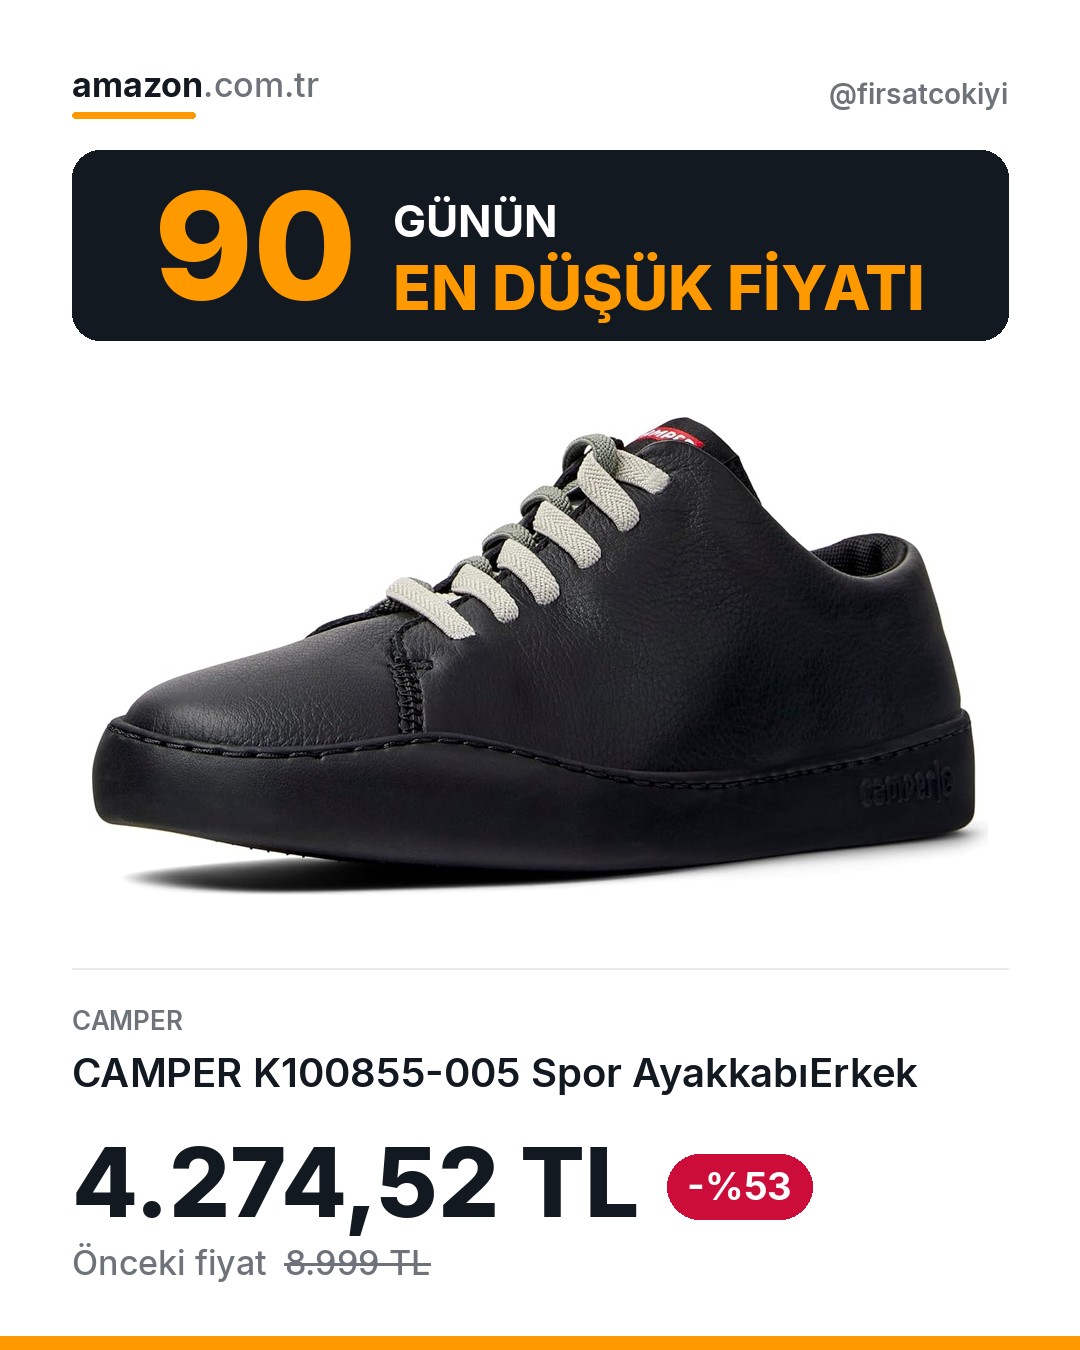 amazon.com.tr
@firsatcokiyi
90 GÜNÜN
EN DÜŞÜK FİYATI
camper
CAMPER
CAMPER K100855-005 Spor AyakkabıErkek
4.274,52 TL -%53
Önceki fiyat 8.999 TL